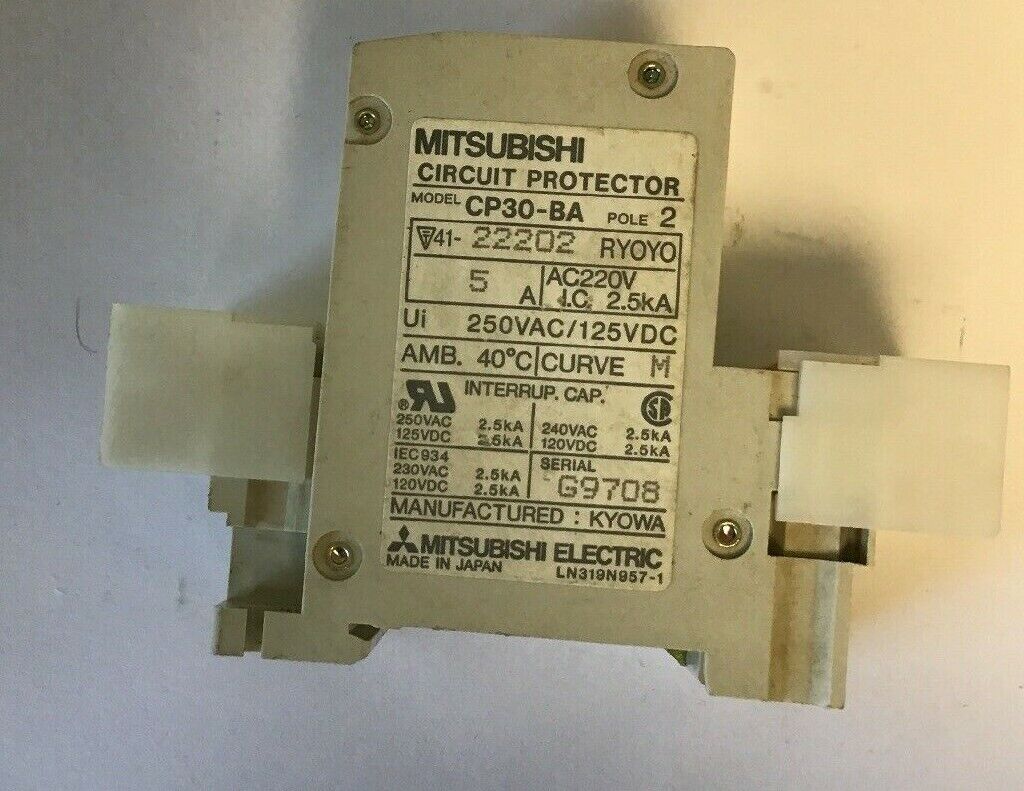 MITSUBISHI
CIRCUIT PROTECTOR
MODEL CP30-BA POLE 2
41-22202 RYOYO
5 A AC220V
I.C. 2.5kA
Ui 250VAC/125VDC
AMB. 40°C CURVE M
INTERRUP. CAP.
250VAC 2.5kA
125VDC 2.5kA
240VAC 2.5kA
120VDC 2.5kA
IEC934
230VAC 2.5kA
120VDC 2.5kA
SERIAL
G9708
MANUFACTURED : KYOWA
MITSUBISHI ELECTRIC
MADE IN JAPAN LN319N957-1